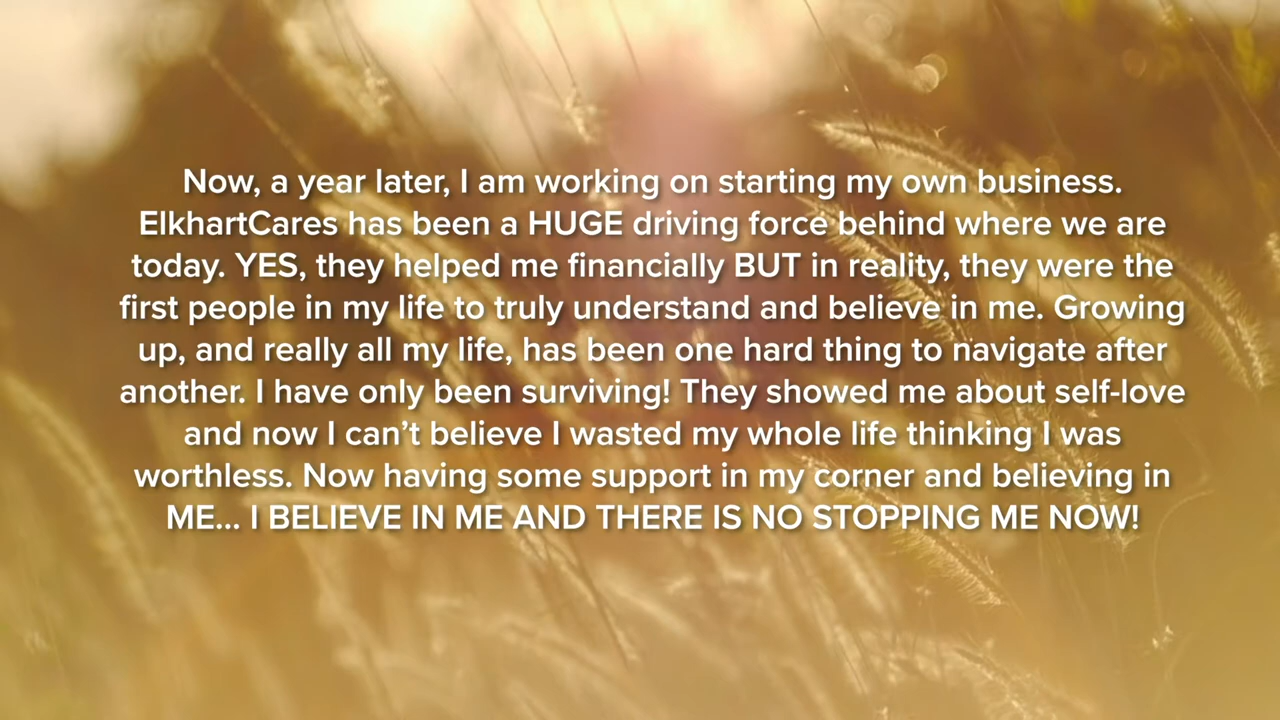 Now, a year later, I am working on starting my own business.
ElkhartCares has been a HUGE driving force behind where we are
today. YES, they helped me financially BUT in reality, they were the
first people in my life to truly understand and believe in me. Growing
up, and really all my life, has been one hard thing to navigate after
another. I have only been surviving! They showed me about self-love
and now I can’t believe I wasted my whole life thinking I was
worthless. Now having some support in my corner and believing in
ME... I BELIEVE IN ME AND THERE IS NO STOPPING ME NOW!